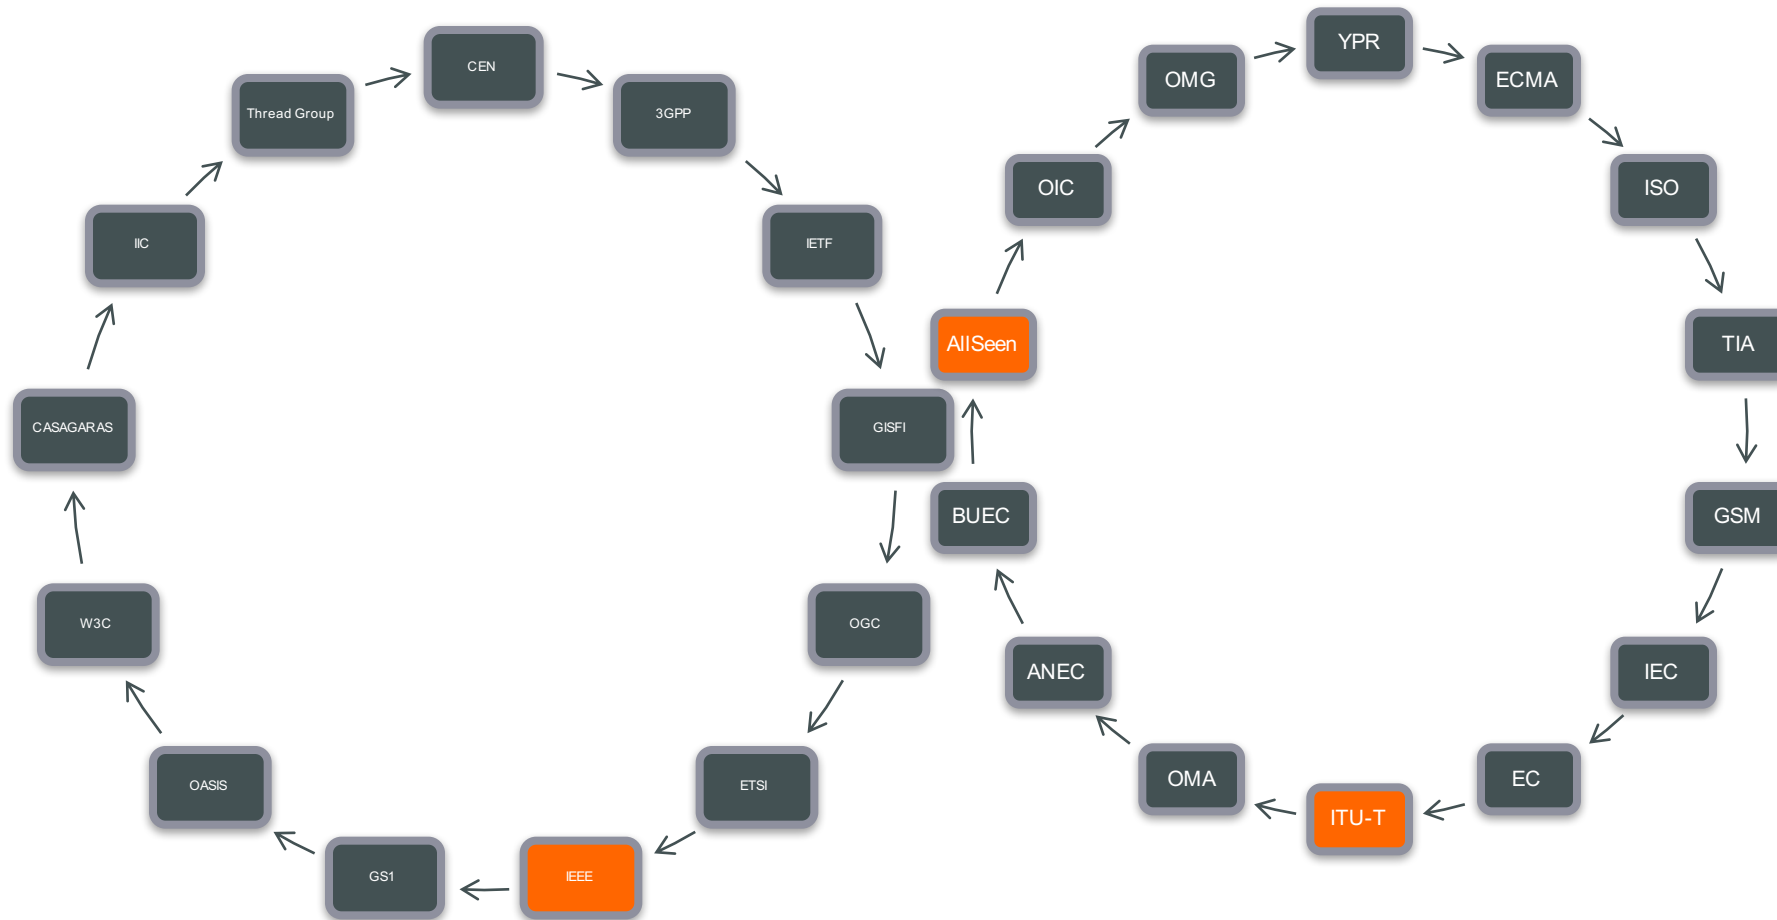 CEN
3GPP
IETF
GISFI
OGC
ETSI
IEEE
GS1
OASIS
W3C
CASAGARAS
IIC
Thread Group
YPR
ECMA
ISO
TIA
GSM
IEC
EC
ITU-T
OMA
ANEC
BUEC
AllSeen
OIC
OMG